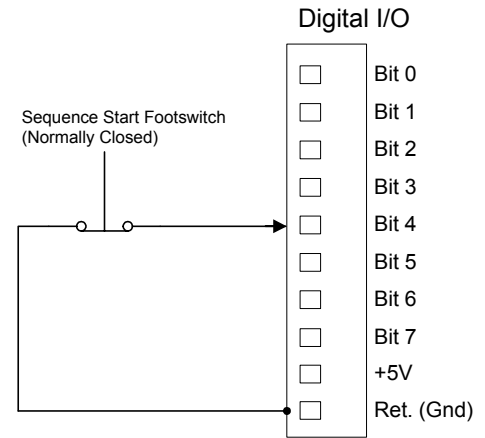 Digital I/O
Bit 0
Bit 1
Sequence Start Footswitch
(Normally Closed)
Bit 2
Bit 3
Bit 4
Bit 5
Bit 6
Bit 7
+5V
Ret. (Gnd)